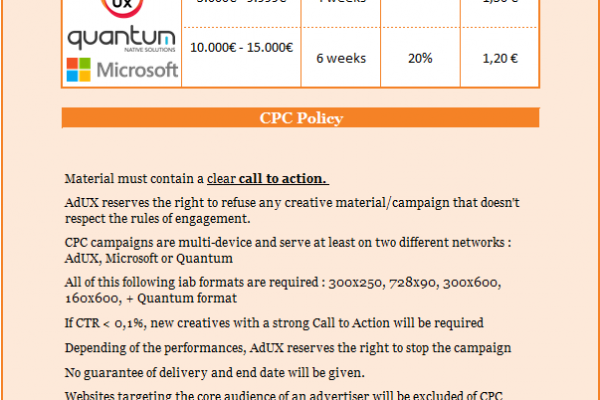 UX
quantum
NATIVE SOLUTIONS
Microsoft
10.000€ - 15.000€
6 weeks
20%
1,20 €
CPC Policy
Material must contain a clear call to action.
AdUX reserves the right to refuse any creative material/campaign that doesn't
respect the rules of engagement.
CPC campaigns are multi-device and serve at least on two different networks :
AdUX, Microsoft or Quantum
All of this following iab formats are required : 300x250, 728x90, 300x600,
160x600, + Quantum format
If CTR < 0,1%, new creatives with a strong Call to Action will be required
Depending of the performances, AdUX reserves the right to stop the campaign
No guarantee of delivery and end date will be given.
Websites targeting the core audience of an advertiser will be excluded of CPC